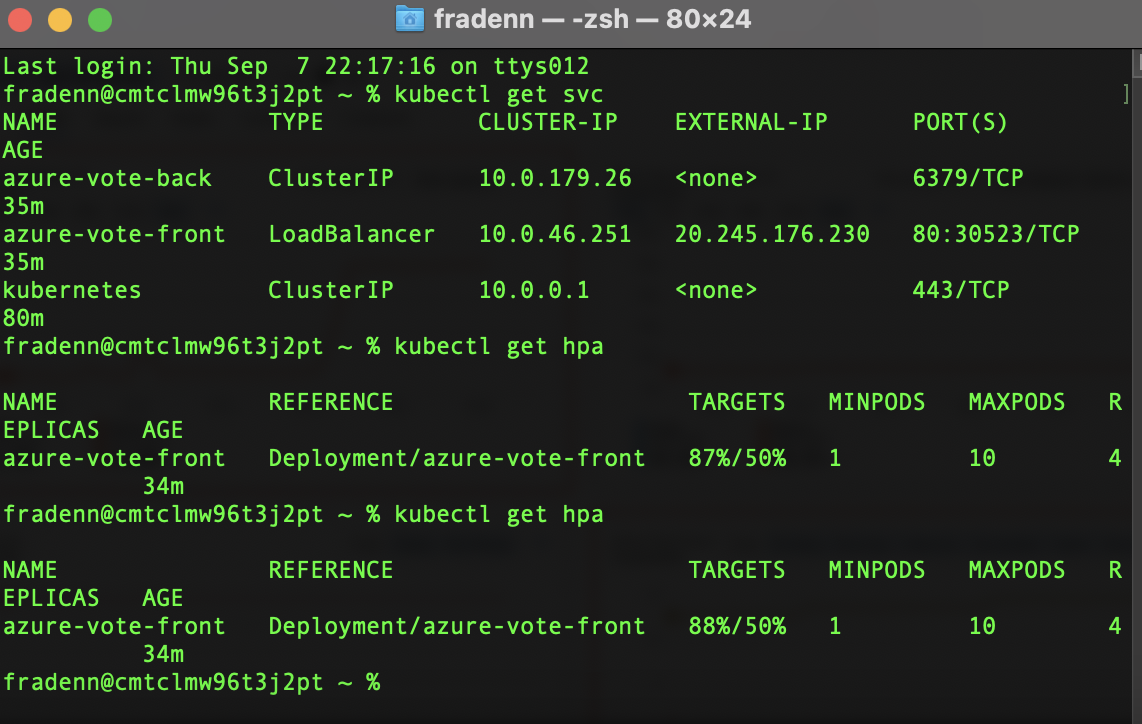 fradenn — -zsh — 80×24
Last login: Thu Sep  7 22:17:16 on ttys012
fradenn@cmtclmw96t3j2pt ~ % kubectl get svc                                    ]
NAME               TYPE           CLUSTER-IP    EXTERNAL-IP      PORT(S)
AGE
azure-vote-back    ClusterIP      10.0.179.26   <none>           6379/TCP
35m
azure-vote-front   LoadBalancer   10.0.46.251   20.245.176.230   80:30523/TCP
35m
kubernetes         ClusterIP      10.0.0.1      <none>           443/TCP
80m
fradenn@cmtclmw96t3j2pt ~ % kubectl get hpa

NAME               REFERENCE                     TARGETS   MINPODS   MAXPODS   R
EPLICAS   AGE
azure-vote-front   Deployment/azure-vote-front   87%/50%   1         10        4
          34m
fradenn@cmtclmw96t3j2pt ~ % kubectl get hpa

NAME               REFERENCE                     TARGETS   MINPODS   MAXPODS   R
EPLICAS   AGE
azure-vote-front   Deployment/azure-vote-front   88%/50%   1         10        4
          34m
fradenn@cmtclmw96t3j2pt ~ %